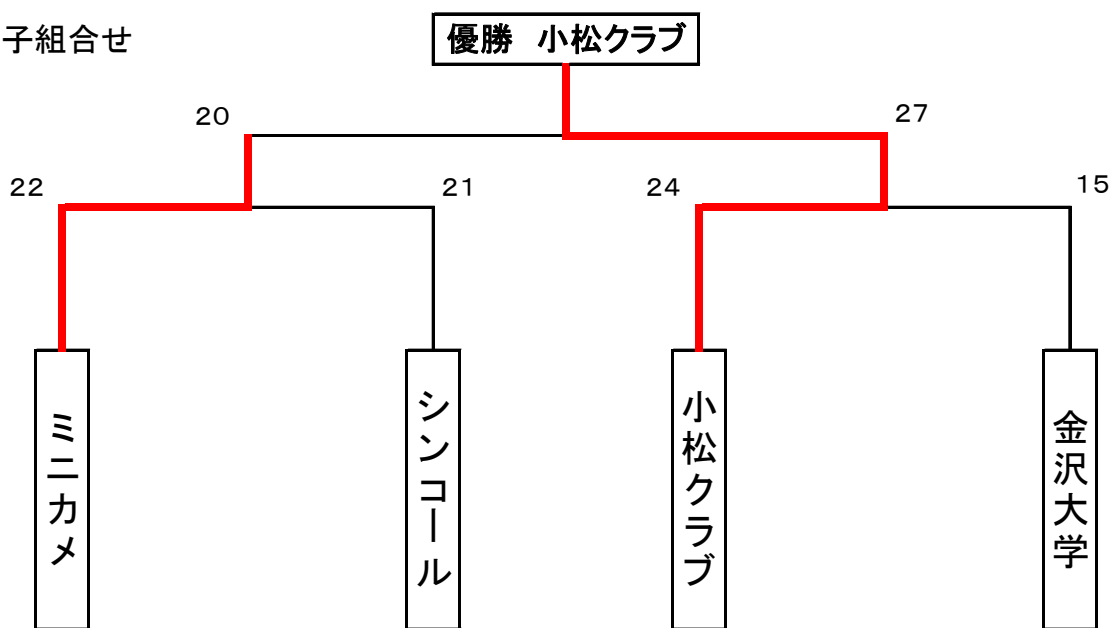 子組合せ
優勝 小松クラブ
20
27
22
21
24
15
ミニカメ
シンコール
小松クラブ
金沢大学